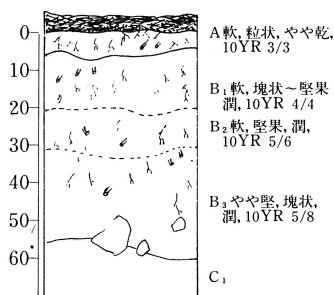 0
10
20
30
40
50
60
A 軟, 粒状, やや乾,
10YR 3/3
B₁ 軟, 塊状～堅果
潤, 10YR 4/4
B₂ 軟, 堅果, 潤,
10YR 5/6
B₃ やや堅, 塊状,
潤, 10YR 5/8
C₁